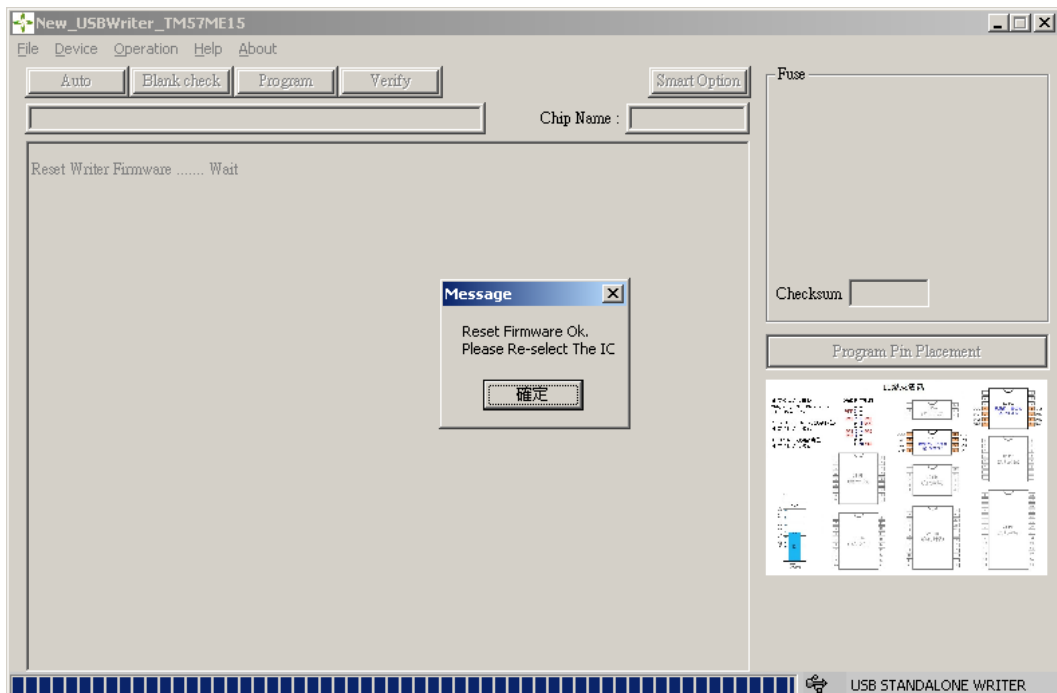 New_USBWriter_TM57ME15
File Device Operation Help About
Auto Blank check Program Verify Smart Option
Chip Name :
Fuse
Reset Writer Firmware ....... Wait
Message
Reset Firmware Ok.
Please Re-select The IC
確定
Checksum
Program Pin Placement
USB STANDALONE WRITER